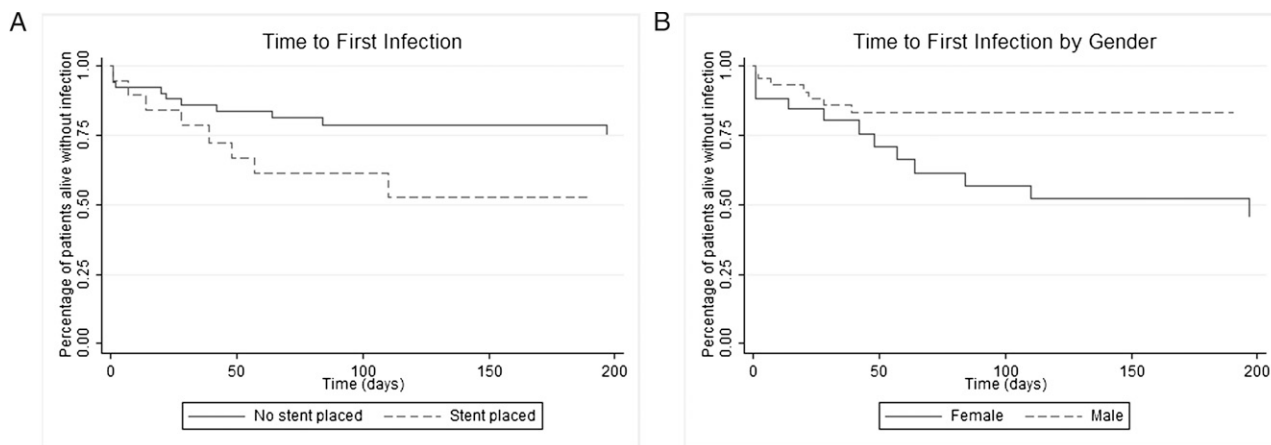 A
Time to First Infection
Percentage of patients alive without infection
1.00
0.75
0.50
0.25
0.00
0 50 100 150 200
Time (days)
No stent placed Stent placed
B
Time to First Infection by Gender
Percentage of patients alive without infection
1.00
0.75
0.50
0.25
0.00
0 50 100 150 200
Time (days)
Female Male